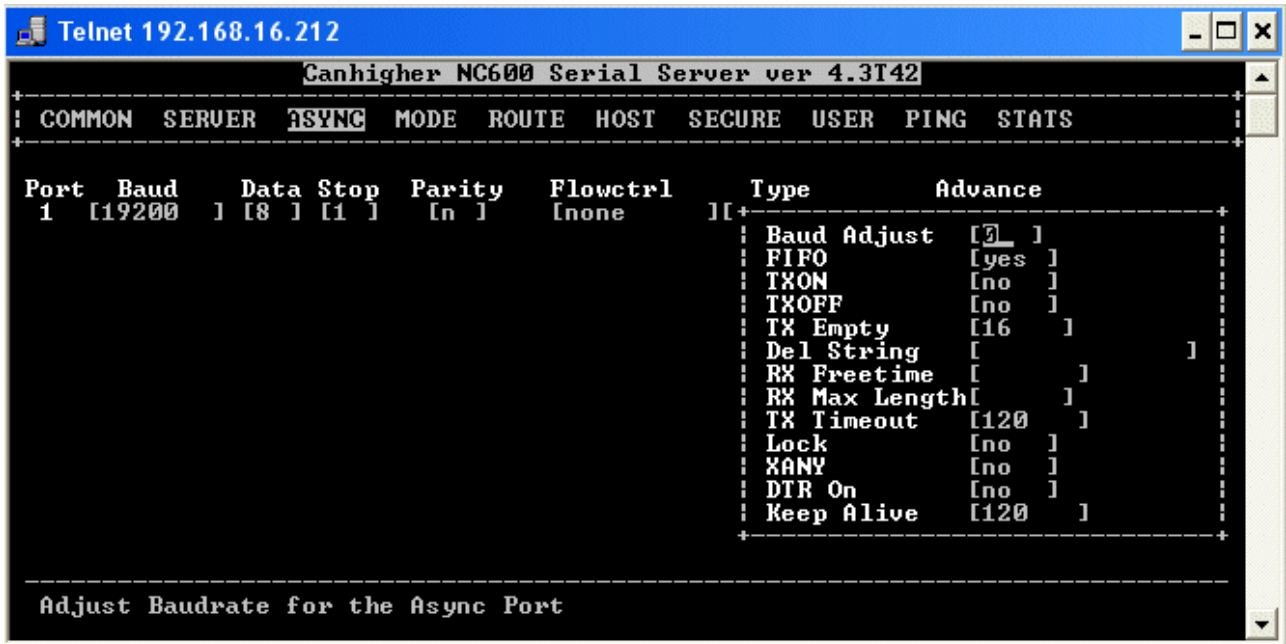 Telnet 192.168.16.212
Canhigher NC600 Serial Server ver 4.3T42
COMMON SERVER ASYNC MODE ROUTE HOST SECURE USER PING STATS
Port Baud Data Stop Parity Flowctrl Type Advance
1 [19200 ] [8 ] [1 ] [n ] [none ][
Baud Adjust [0_ ]
FIFO [yes ]
TXON [no ]
TXOFF [no ]
TX Empty [16 ]
Del String [ ]
RX Freetime [ ]
RX Max Length[ ]
TX Timeout [120 ]
Lock [no ]
XANY [no ]
DTR On [no ]
Keep Alive [120 ]
Adjust Baudrate for the Async Port